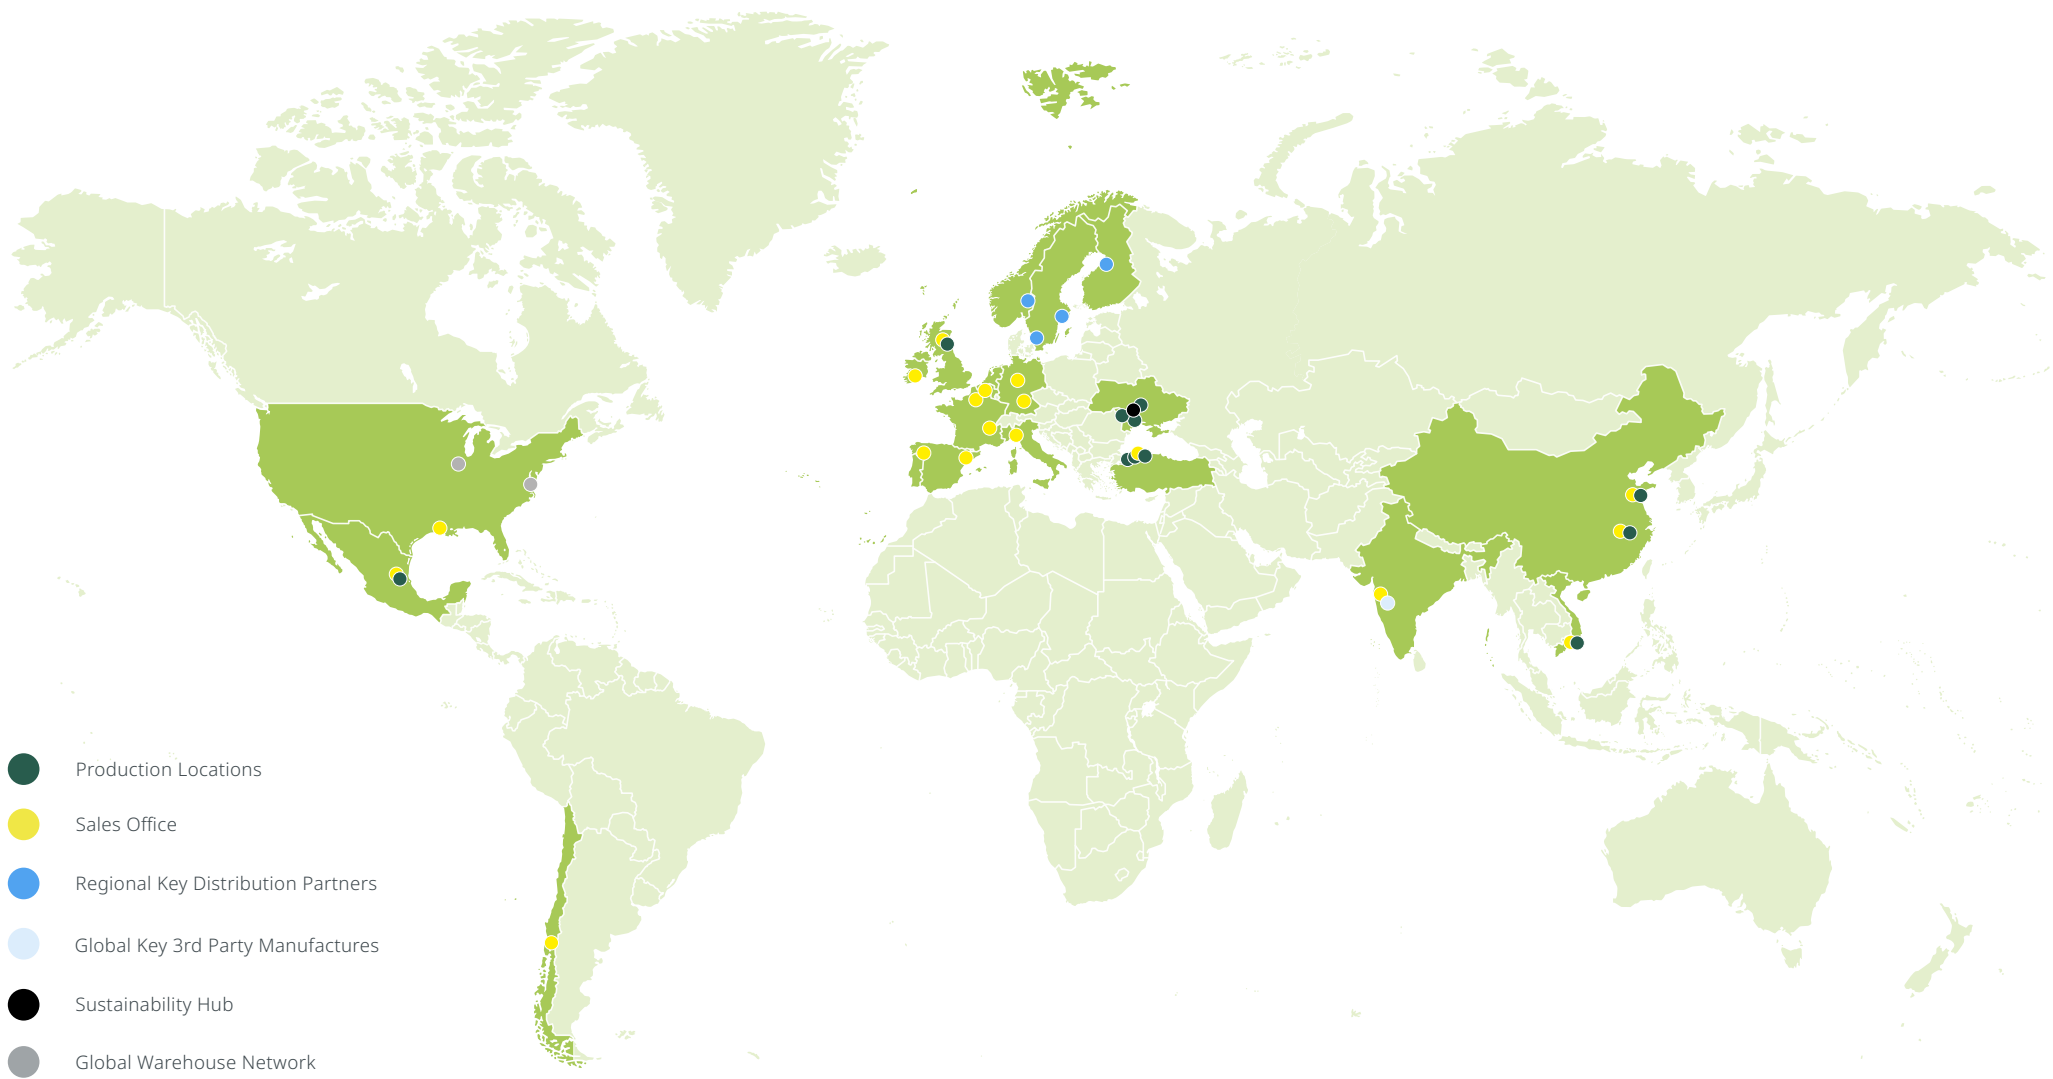 Production Locations
Sales Office
Regional Key Distribution Partners
Global Key 3rd Party Manufactures
Sustainability Hub
Global Warehouse Network